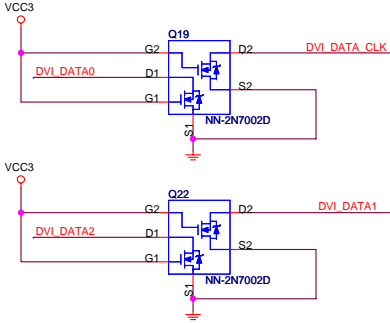 VCC3
Q19
G2
D2
DVI_DATA_CLK
DVI_DATA0
D1
S2
G1
NN-2N7002D
S1
VCC3
Q22
G2
D2
DVI_DATA1
DVI_DATA2
D1
S2
G1
NN-2N7002D
S1